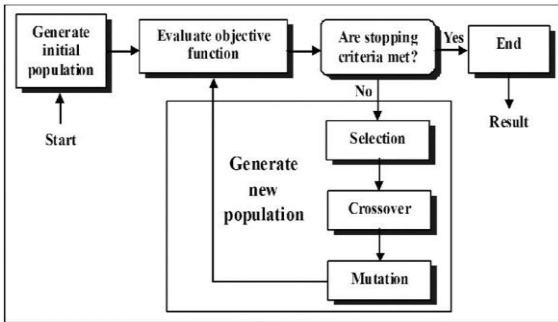 Generate
initial
population
Start
Evaluate objective
function
Are stopping
criteria met?
Yes
End
Result
No
Generate
new
population
Selection
Crossover
Mutation